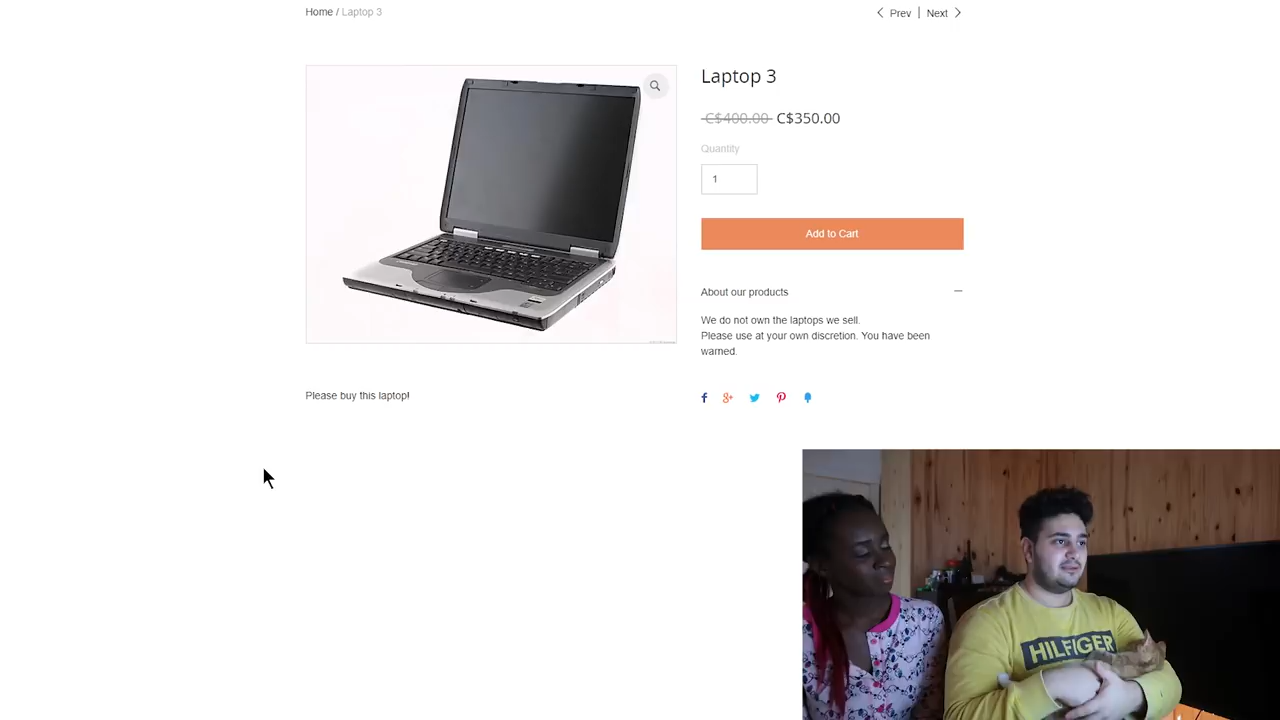 Home / Laptop 3
Prev | Next
Laptop 3
C$400.00 C$350.00
Quantity
1
Add to Cart
About our products
We do not own the laptops we sell.
Please use at your own discretion. You have been
warned.
Please buy this laptop!
HILFIGER